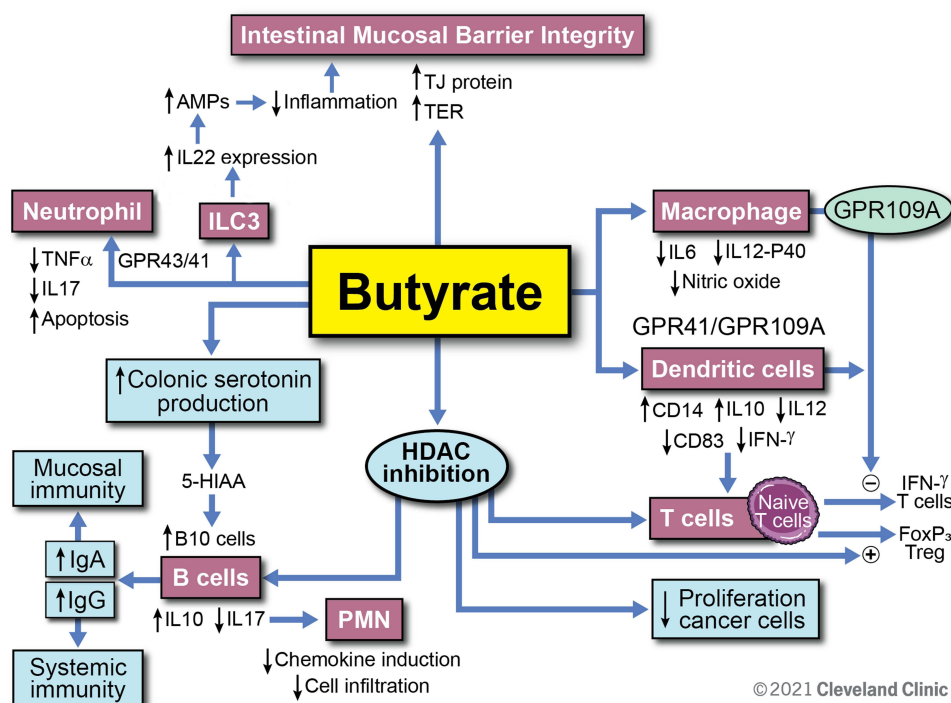 Intestinal Mucosal Barrier Integrity
↑AMPs
↓Inflammation
↑TJ protein
↑TER
↑IL22 expression
Neutrophil
ILC3
↓TNFα
GPR43/41
↓IL17
↑Apoptosis
Butyrate
Macrophage
GPR109A
↓IL6 ↓IL12-P40
↓Nitric oxide
GPR41/GPR109A
Dendritic cells
↑CD14 ↑IL10 ↓IL12
↓CD83 ↓IFN-γ
↑Colonic serotonin
production
5-HIAA
↑B10 cells
HDAC
inhibition
Mucosal
immunity
↑IgA
↑IgG
Systemic
immunity
B cells
↑IL10 ↓IL17
PMN
↓Chemokine induction
↓Cell infiltration
T cells
Naive
T cells
⊖
IFN-γ
T cells
FoxP₃
Treg
⊕
↓Proliferation
cancer cells
©2021 Cleveland Clinic